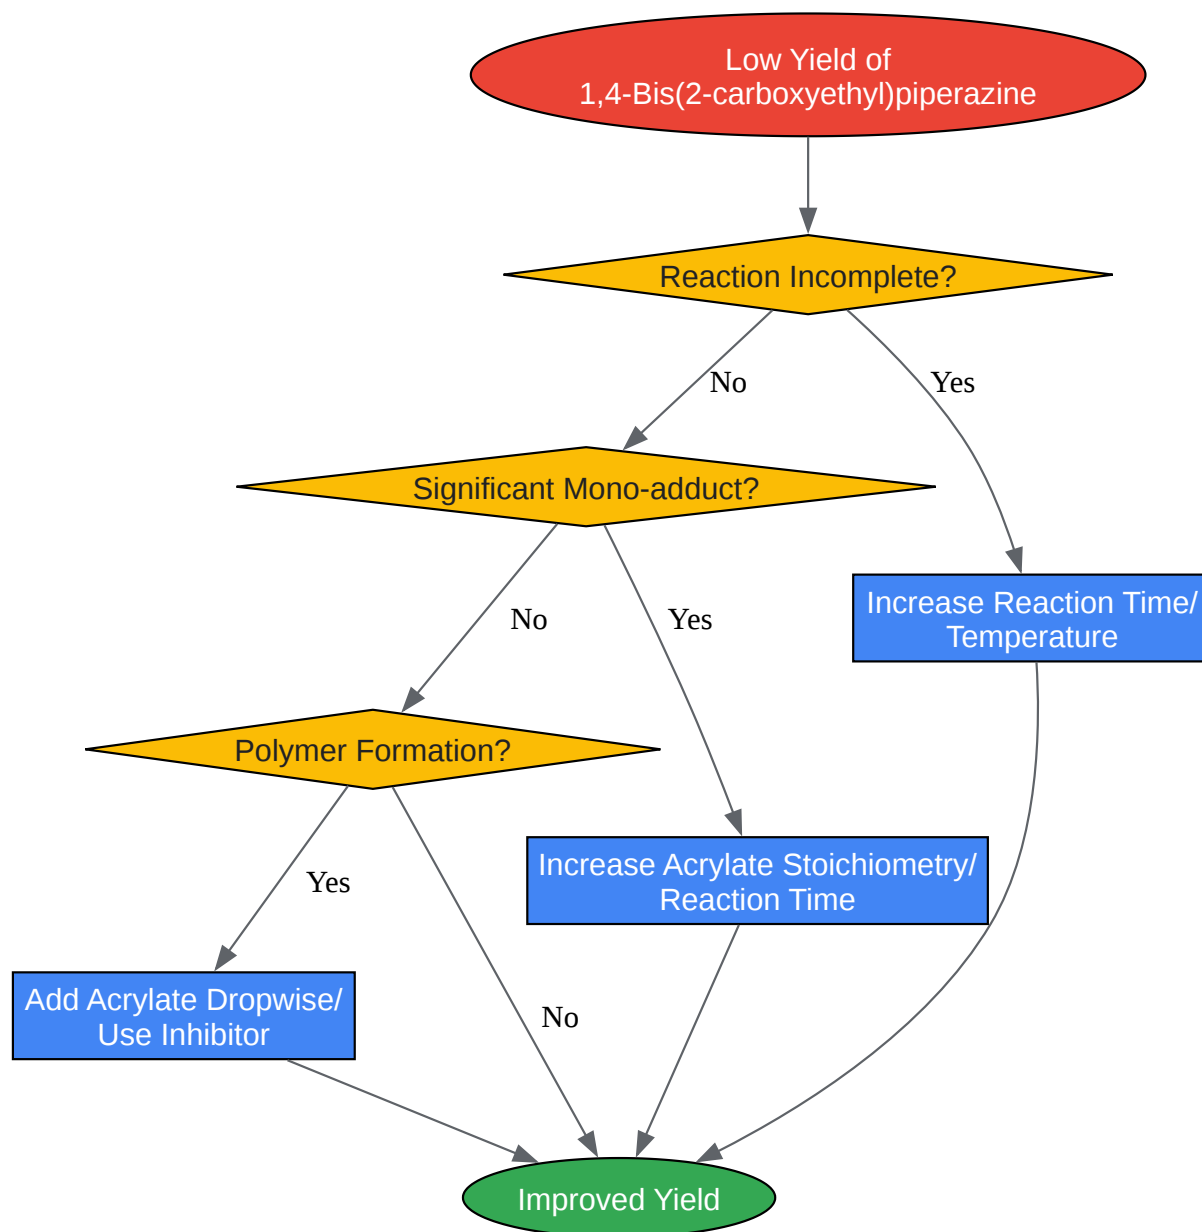 Low Yield of
1,4-Bis(2-carboxyethyl)piperazine
Reaction Incomplete?
No
Yes
Significant Mono-adduct?
No
Yes
Increase Reaction Time/
Temperature
Polymer Formation?
Yes
No
Increase Acrylate Stoichiometry/
Reaction Time
Add Acrylate Dropwise/
Use Inhibitor
Improved Yield